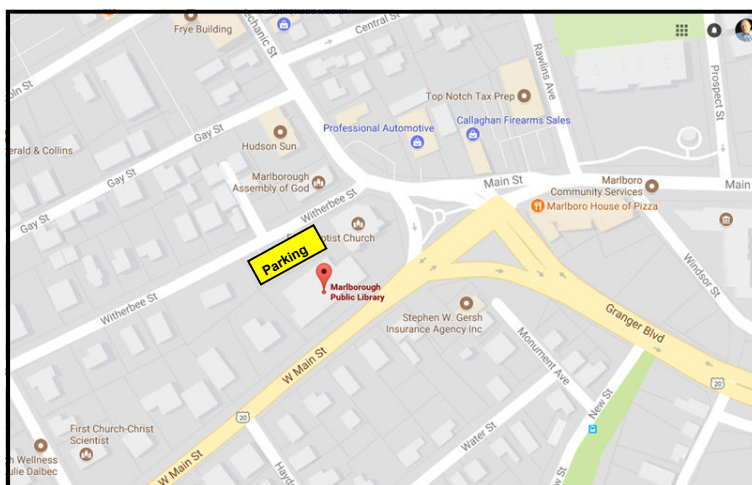 Frye Building
Mechanic St
Central St
Rawlins Ave
Prospect St
Top Notch Tax Prep
Professional Automotive
Callaghan Firearms Sales
Gay St
Hudson Sun
Gay St
Gay St
Marlborough
Assembly of God
Main St
Marlboro
Community Services
Main
Marlboro House of Pizza
Witherbee St
Baptist Church
Parking
Marlborough
Public Library
Windsor St
Witherbee St
Stephen W. Gersh
Insurance Agency Inc
Granger Blvd
W Main St
Monument Ave
20
20
New St
First Church-Christ
Scientist
Water St
W Main St
Wellness
ulie Dalbec
erald & Collins